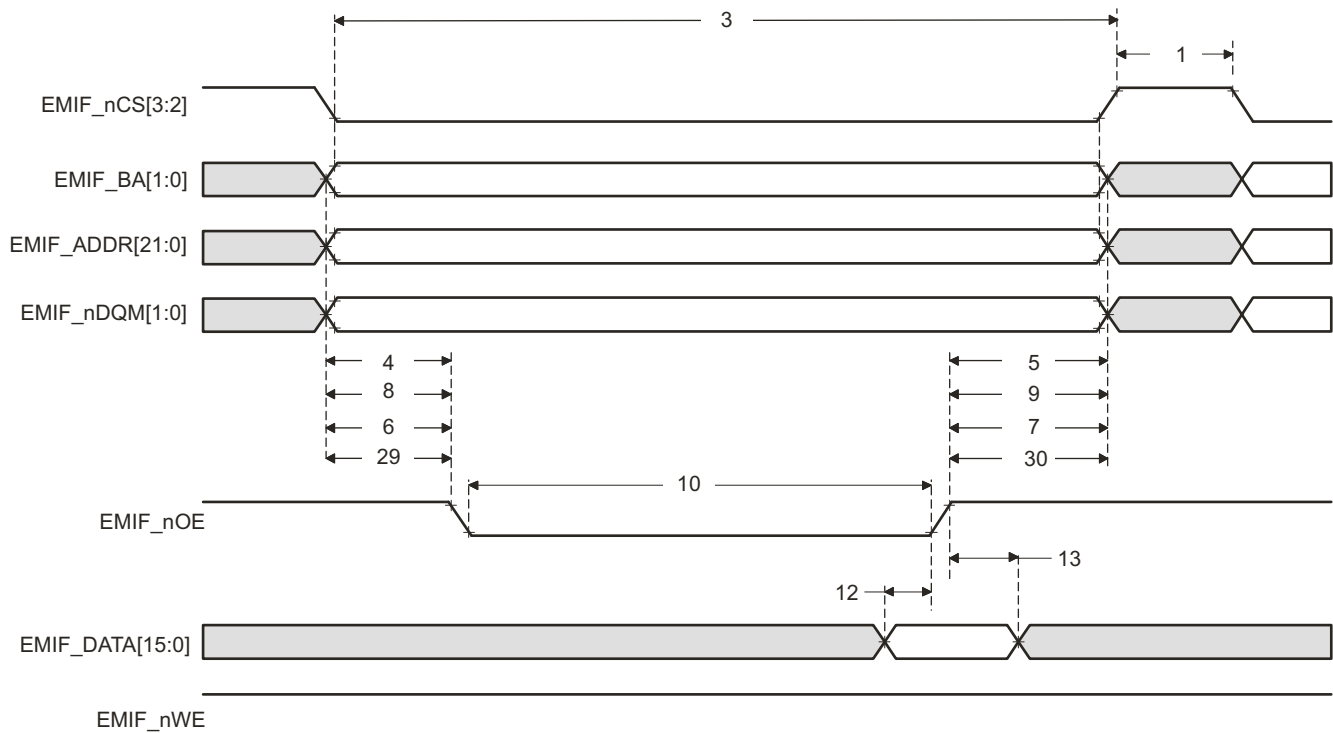 3
1
EMIF_nCS[3:2]
EMIF_BA[1:0]
EMIF_ADDR[21:0]
EMIF_nDQM[1:0]
4 5
8 9
6 7
29 30
10
EMIF_nOE
13
12
EMIF_DATA[15:0]
EMIF_nWE